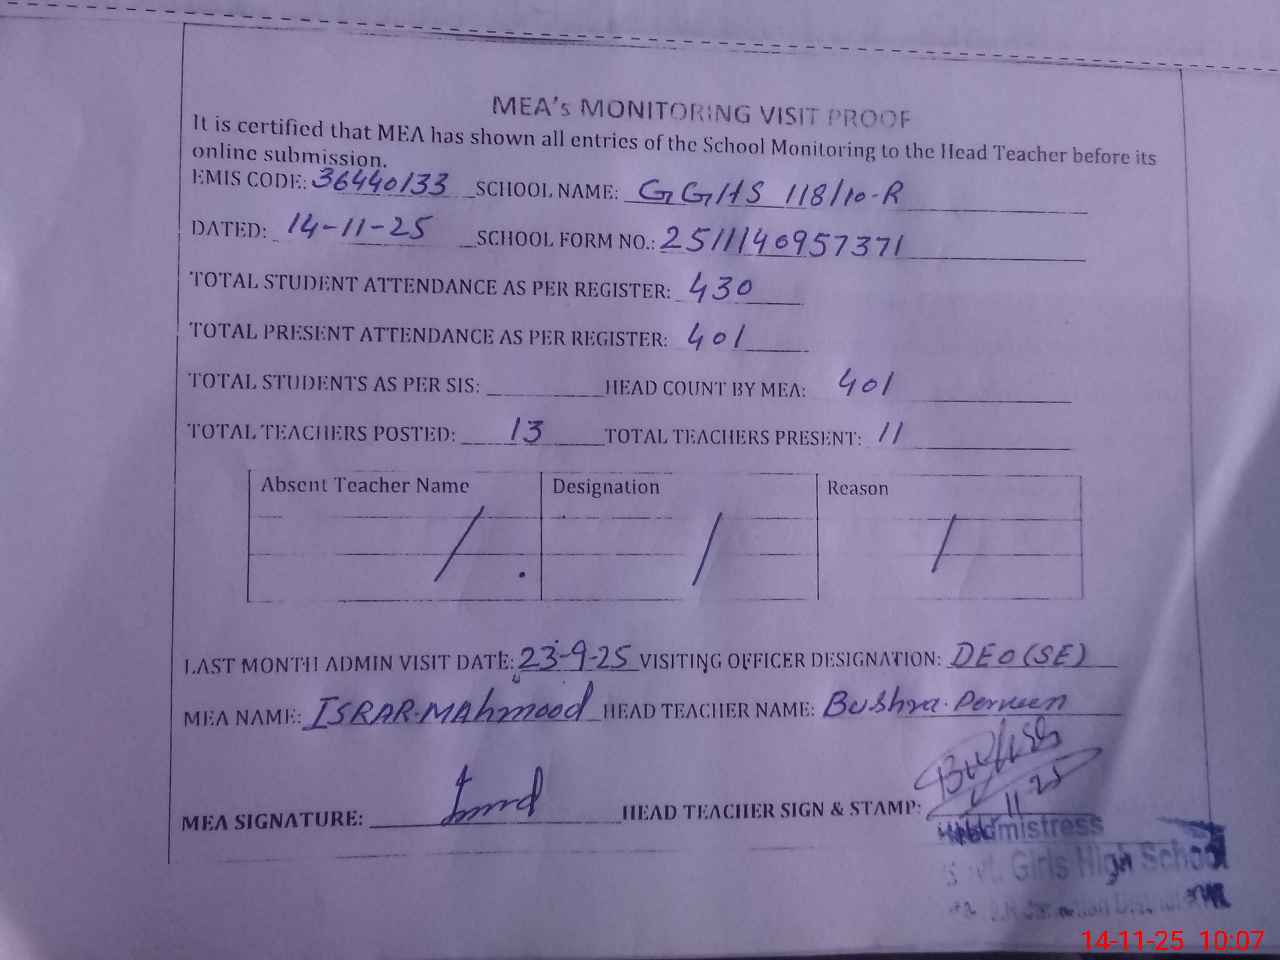 MEA's MONITORING VISIT PROOF
It is certified that MEA has shown all entries of the School Monitoring to the Head Teacher before its
online submission.
EMIS CODE: 36440133 SCHOOL NAME: GGHS 118/10-R
DATED: 14-11-25 SCHOOL FORM NO.: 2511140957371
TOTAL STUDENT ATTENDANCE AS PER REGISTER: 430
TOTAL PRESENT ATTENDANCE AS PER REGISTER: 401
TOTAL STUDENTS AS PER SIS: HEAD COUNT BY MEA: 401
TOTAL TEACHERS POSTED: 13 TOTAL TEACHERS PRESENT: 11
Absent Teacher Name Designation Reason
/ / /
LAST MONTH ADMIN VISIT DATE: 23-9-25 VISITING OFFICER DESIGNATION: DEO (SE)
MEA NAME: ISRAR.MAhmood HEAD TEACHER NAME: Bushra. Perveen
MEA SIGNATURE: HEAD TEACHER SIGN & STAMP:
11 25
Headmistress
Girls High School
14-11-25 10:07